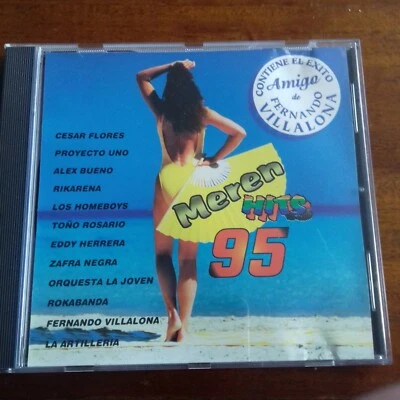 CONTIENE EL EXITO
Amiga
de
FERNANDO
VILLALONA
CESAR FLORES
PROYECTO UNO
ALEX BUENO
RIKARENA
LOS HOMEBOYS
TOÑO ROSARIO
EDDY HERRERA
ZAFRA NEGRA
ORQUESTA LA JOVEN
ROKABANDA
FERNANDO VILLALONA
LA ARTILLERIA
Meren
HITS
95